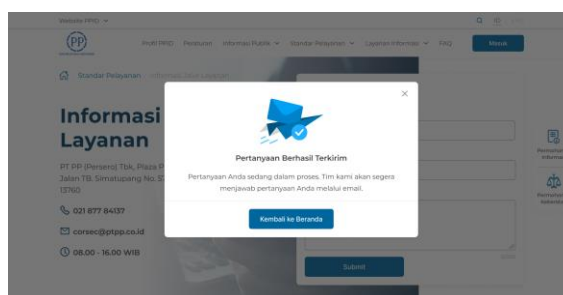 Website PPID
ID
PP
Profil PPID Peraturan Informasi Publik Standar Pelayanan Layanan Informasi FAQ Masuk
Standar Pelayanan
Informasi
Layanan
PT PP (Persero) Tbk, Plaza P
Jalan TB. Simatupang No. 57
13760
021 877 84137
corsec@ptpp.co.id
08.00 - 16.00 WIB
Pertanyaan Berhasil Terkirim
Pertanyaan Anda sedang dalam proses. Tim kami akan segera
menjawab pertanyaan Anda melalui email.
Kembali ke Beranda
Submit